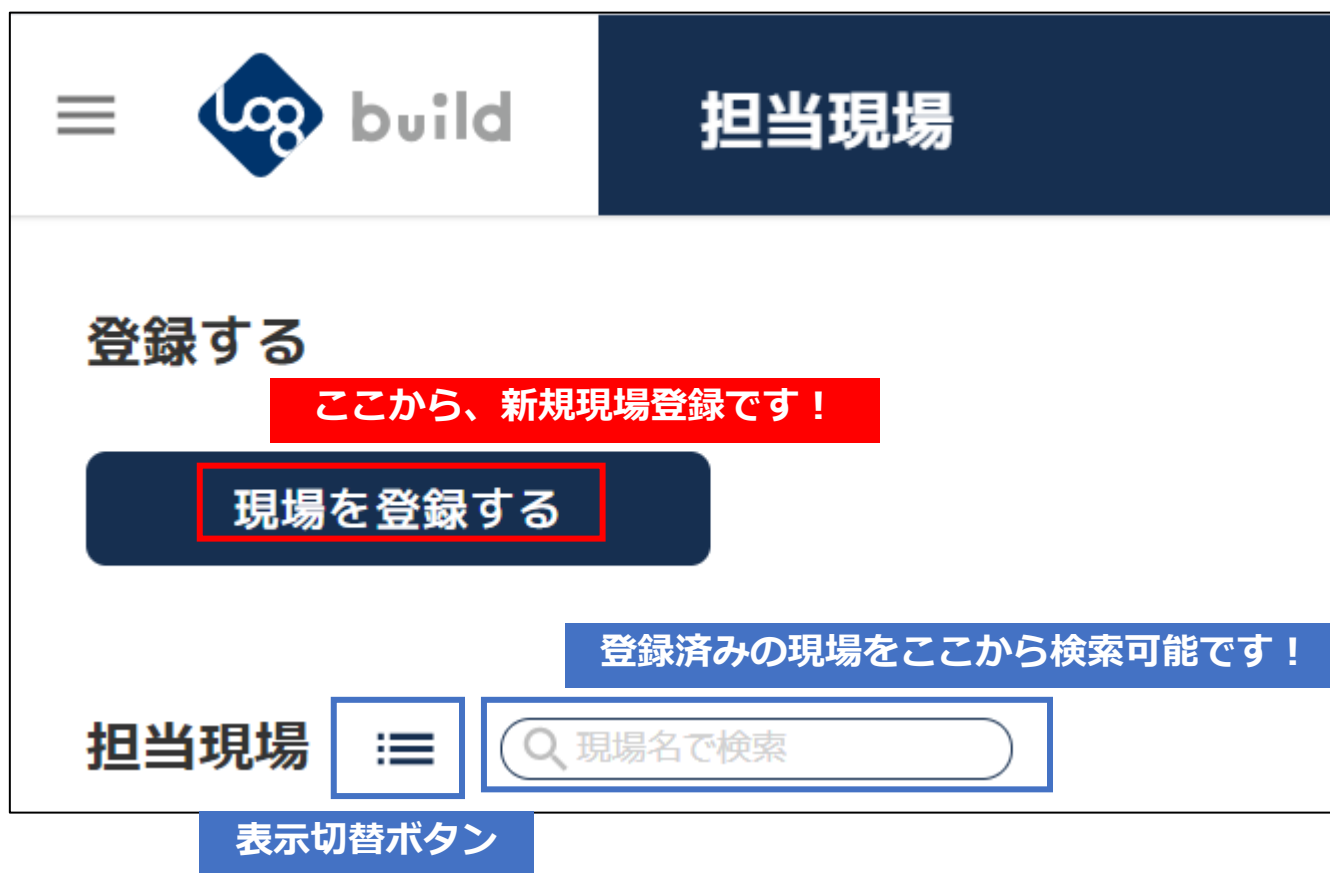 Log build
担当現場
登録する
ここから、新規現場登録です！
現場を登録する
登録済みの現場をここから検索可能です！
担当現場
現場名で検索
表示切替ボタン